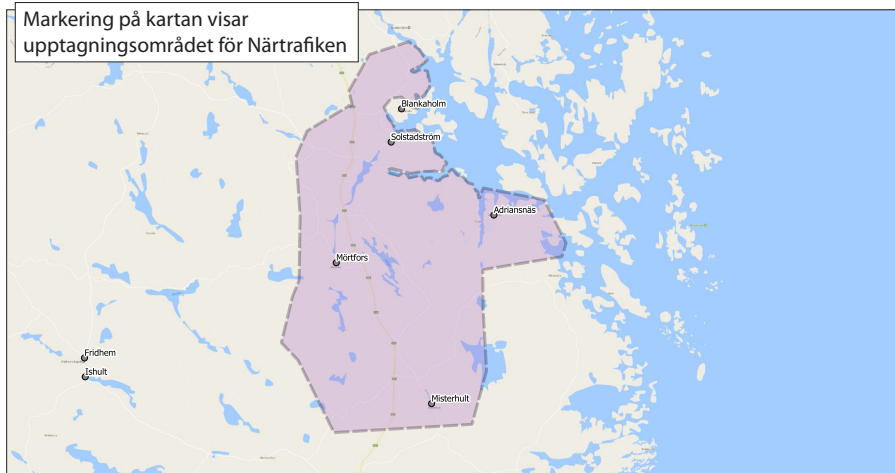 Markering på kartan visar
upptagningsområdet för Närtrafiken
Blankaholm
Solstadström
Adriansnäs
Mörtfors
Fridhem
Ishult
Misterhult